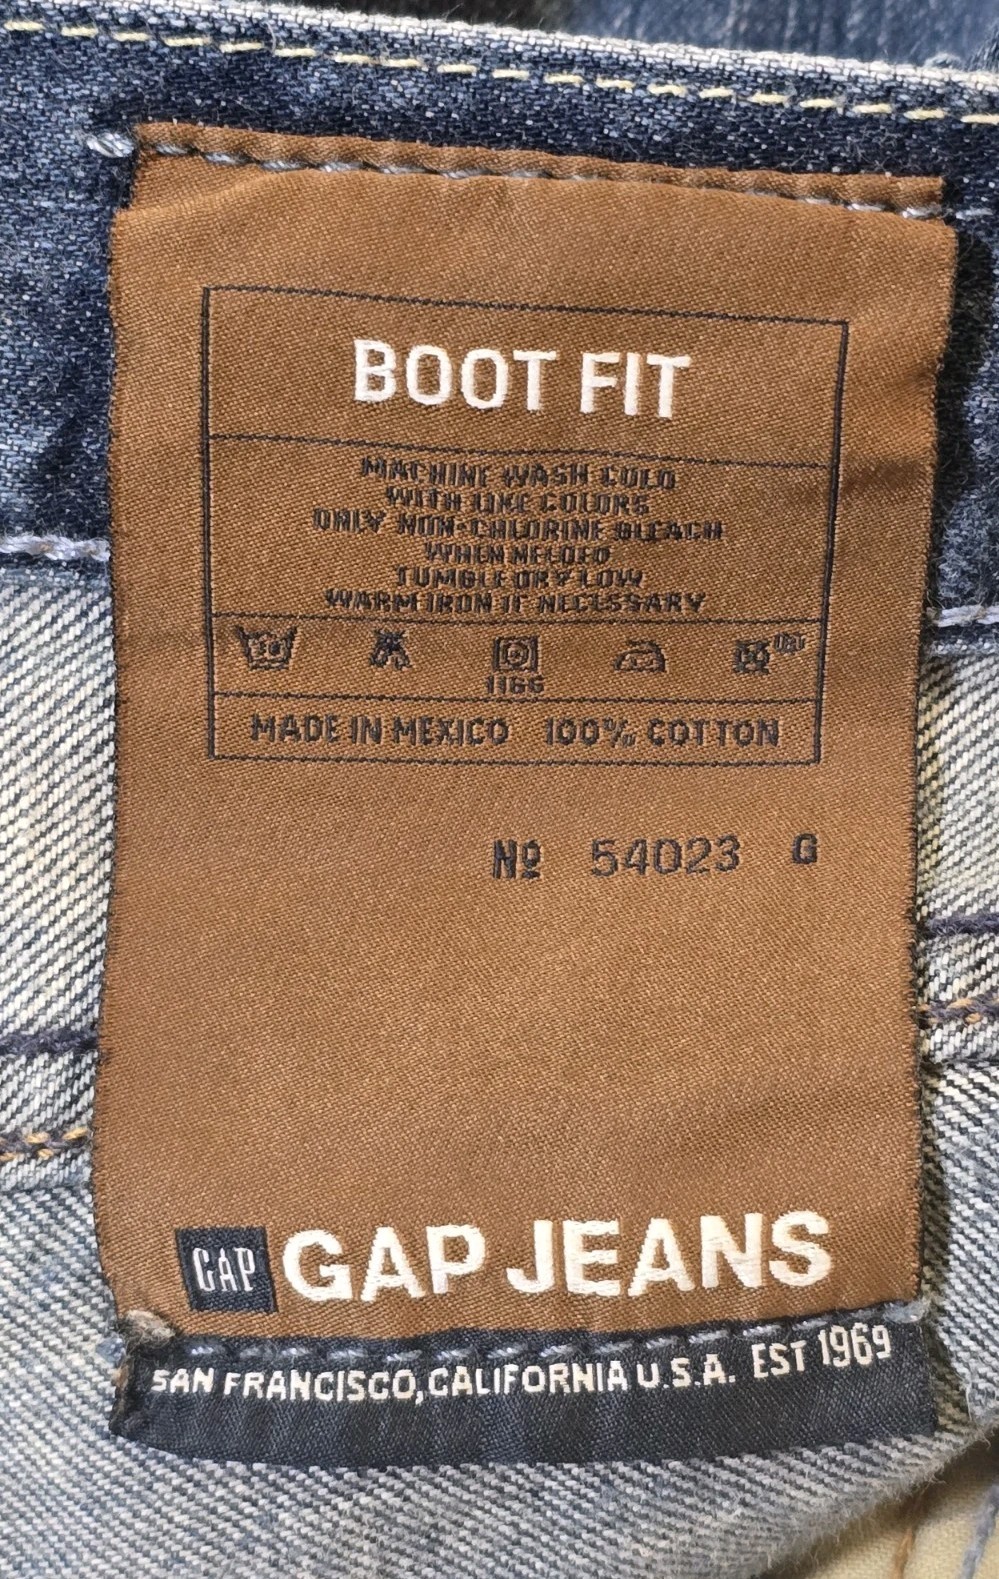 BOOT FIT
MACHINE WASH COLD
WITH LIKE COLORS
ONLY NON-CHLORINE BLEACH
WHEN NEEDED
TUMBLE DRY LOW
WARM IRON IF NECESSARY
1166
MADE IN MEXICO 100% COTTON
Nº 54023 G
GAP GAP JEANS
SAN FRANCISCO, CALIFORNIA U.S.A. EST 1969